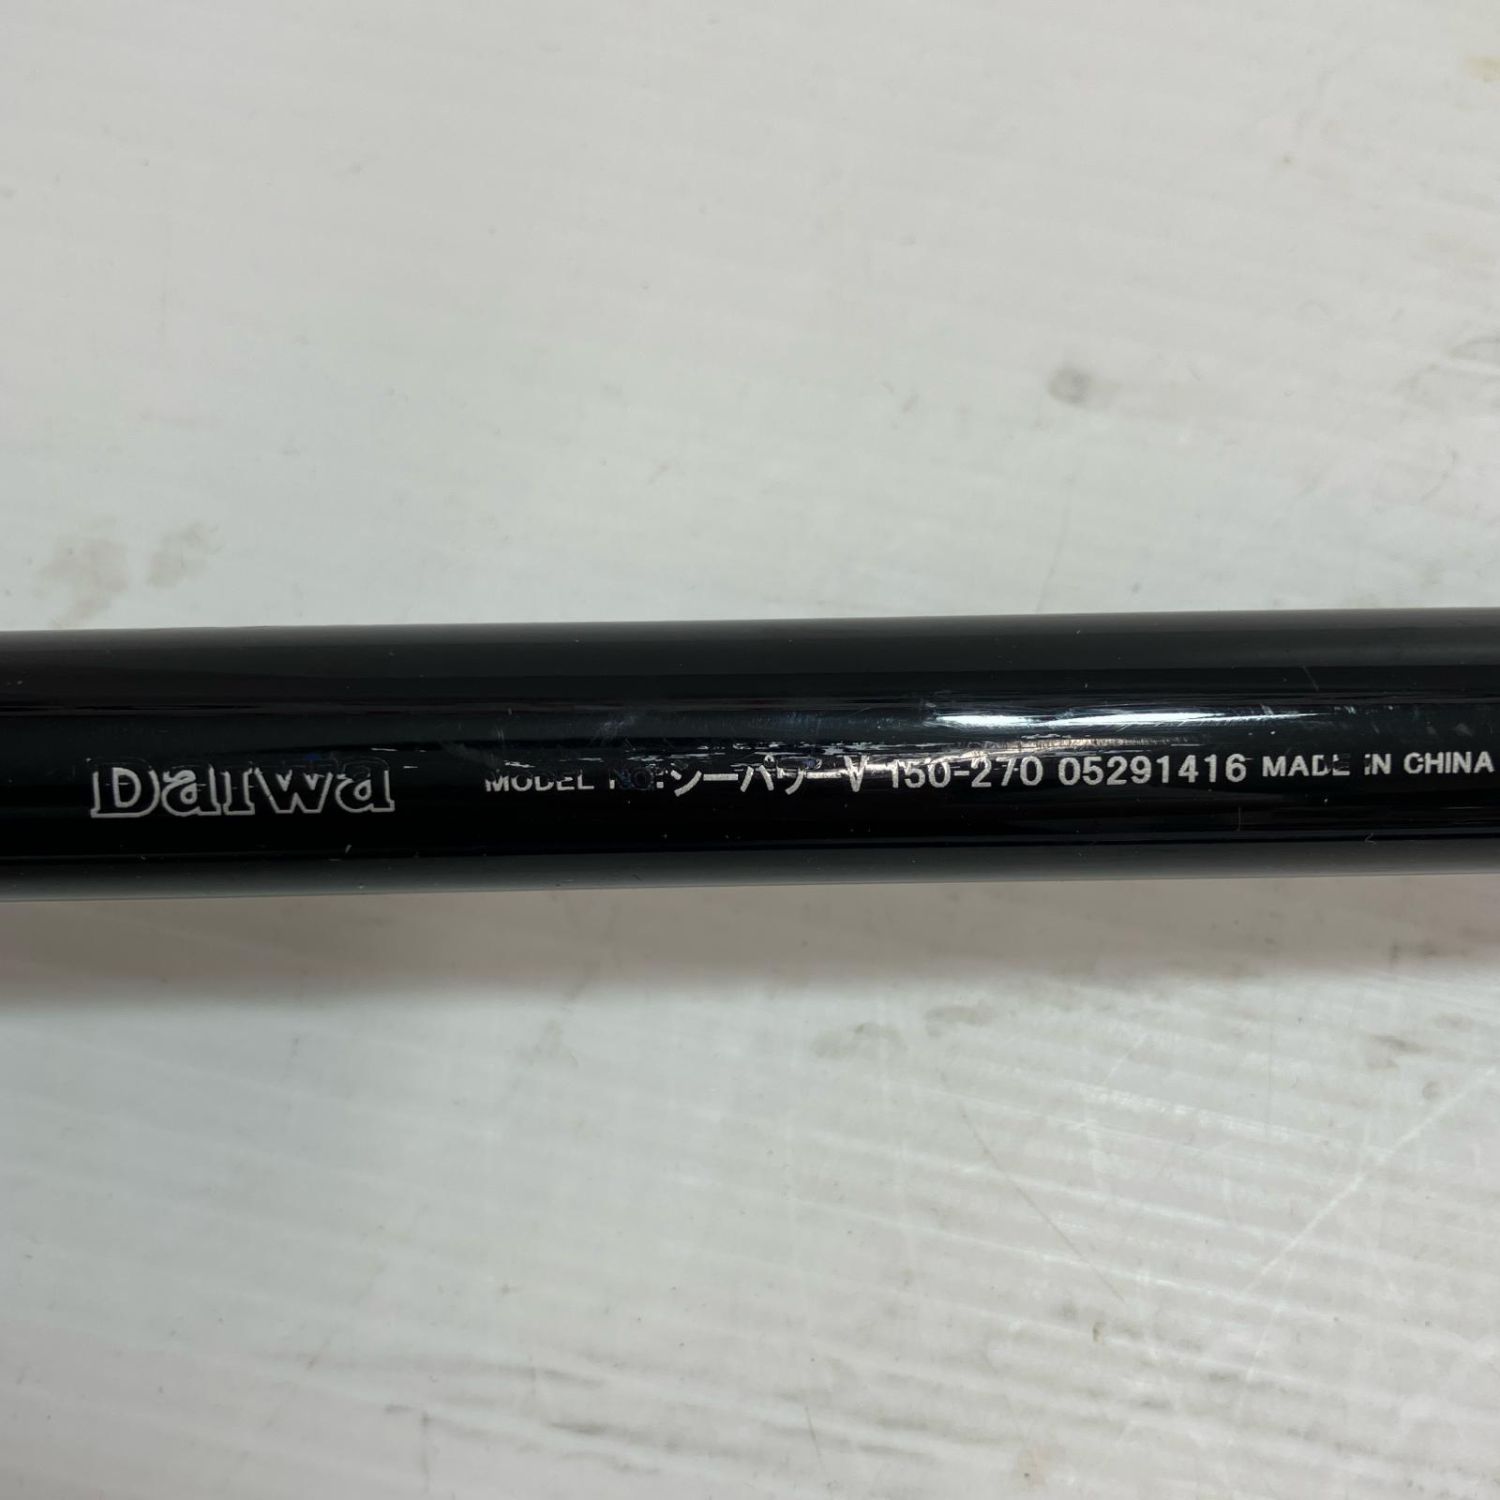 Daiwa MODEL NO:シーパワーV 150-270 05291416 MADE IN CHINA